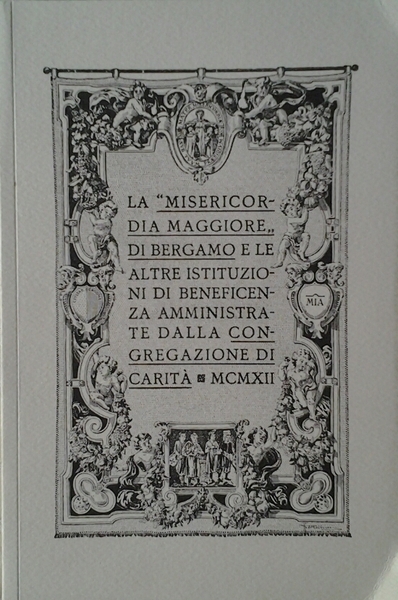 LA "MISERICOR-
DIA MAGGIORE„
DI BERGAMO E LE
ALTRE ISTITUZIO-
NI DI BENEFICEN-
ZA AMMINISTRA-
TE DALLA CON-
GREGAZIONE DI
CARITÀ MCMXII
MIA